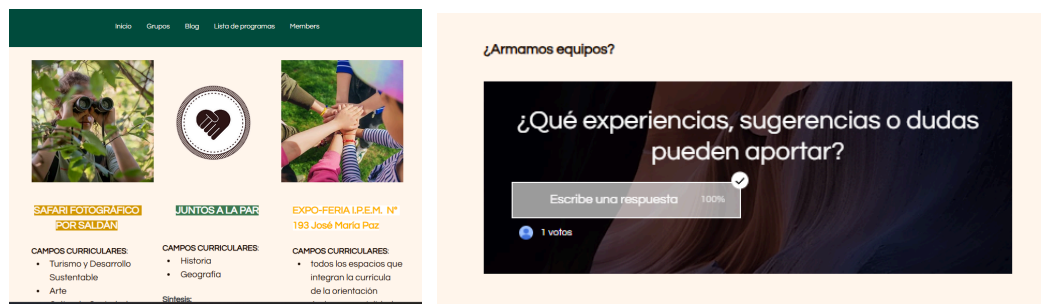 Inicio Grupos Blog Lista de programas Members
SAFARI FOTOGRÁFICO
POR SALDÁN
CAMPOS CURRICULARES:
• Turismo y Desarrollo
Sustentable
• Arte
JUNTOS A LA PAR
CAMPOS CURRICULARES:
• Historia
• Geografía
Síntesis:
EXPO-FERIA I.P.E.M. N°
193 José María Paz
CAMPOS CURRICULARES:
• todos los espacios que
integran la currícula
de la orientación
¿Armamos equipos?
¿Qué experiencias, sugerencias o dudas
pueden aportar?
Escribe una respuesta 100%
1 votos